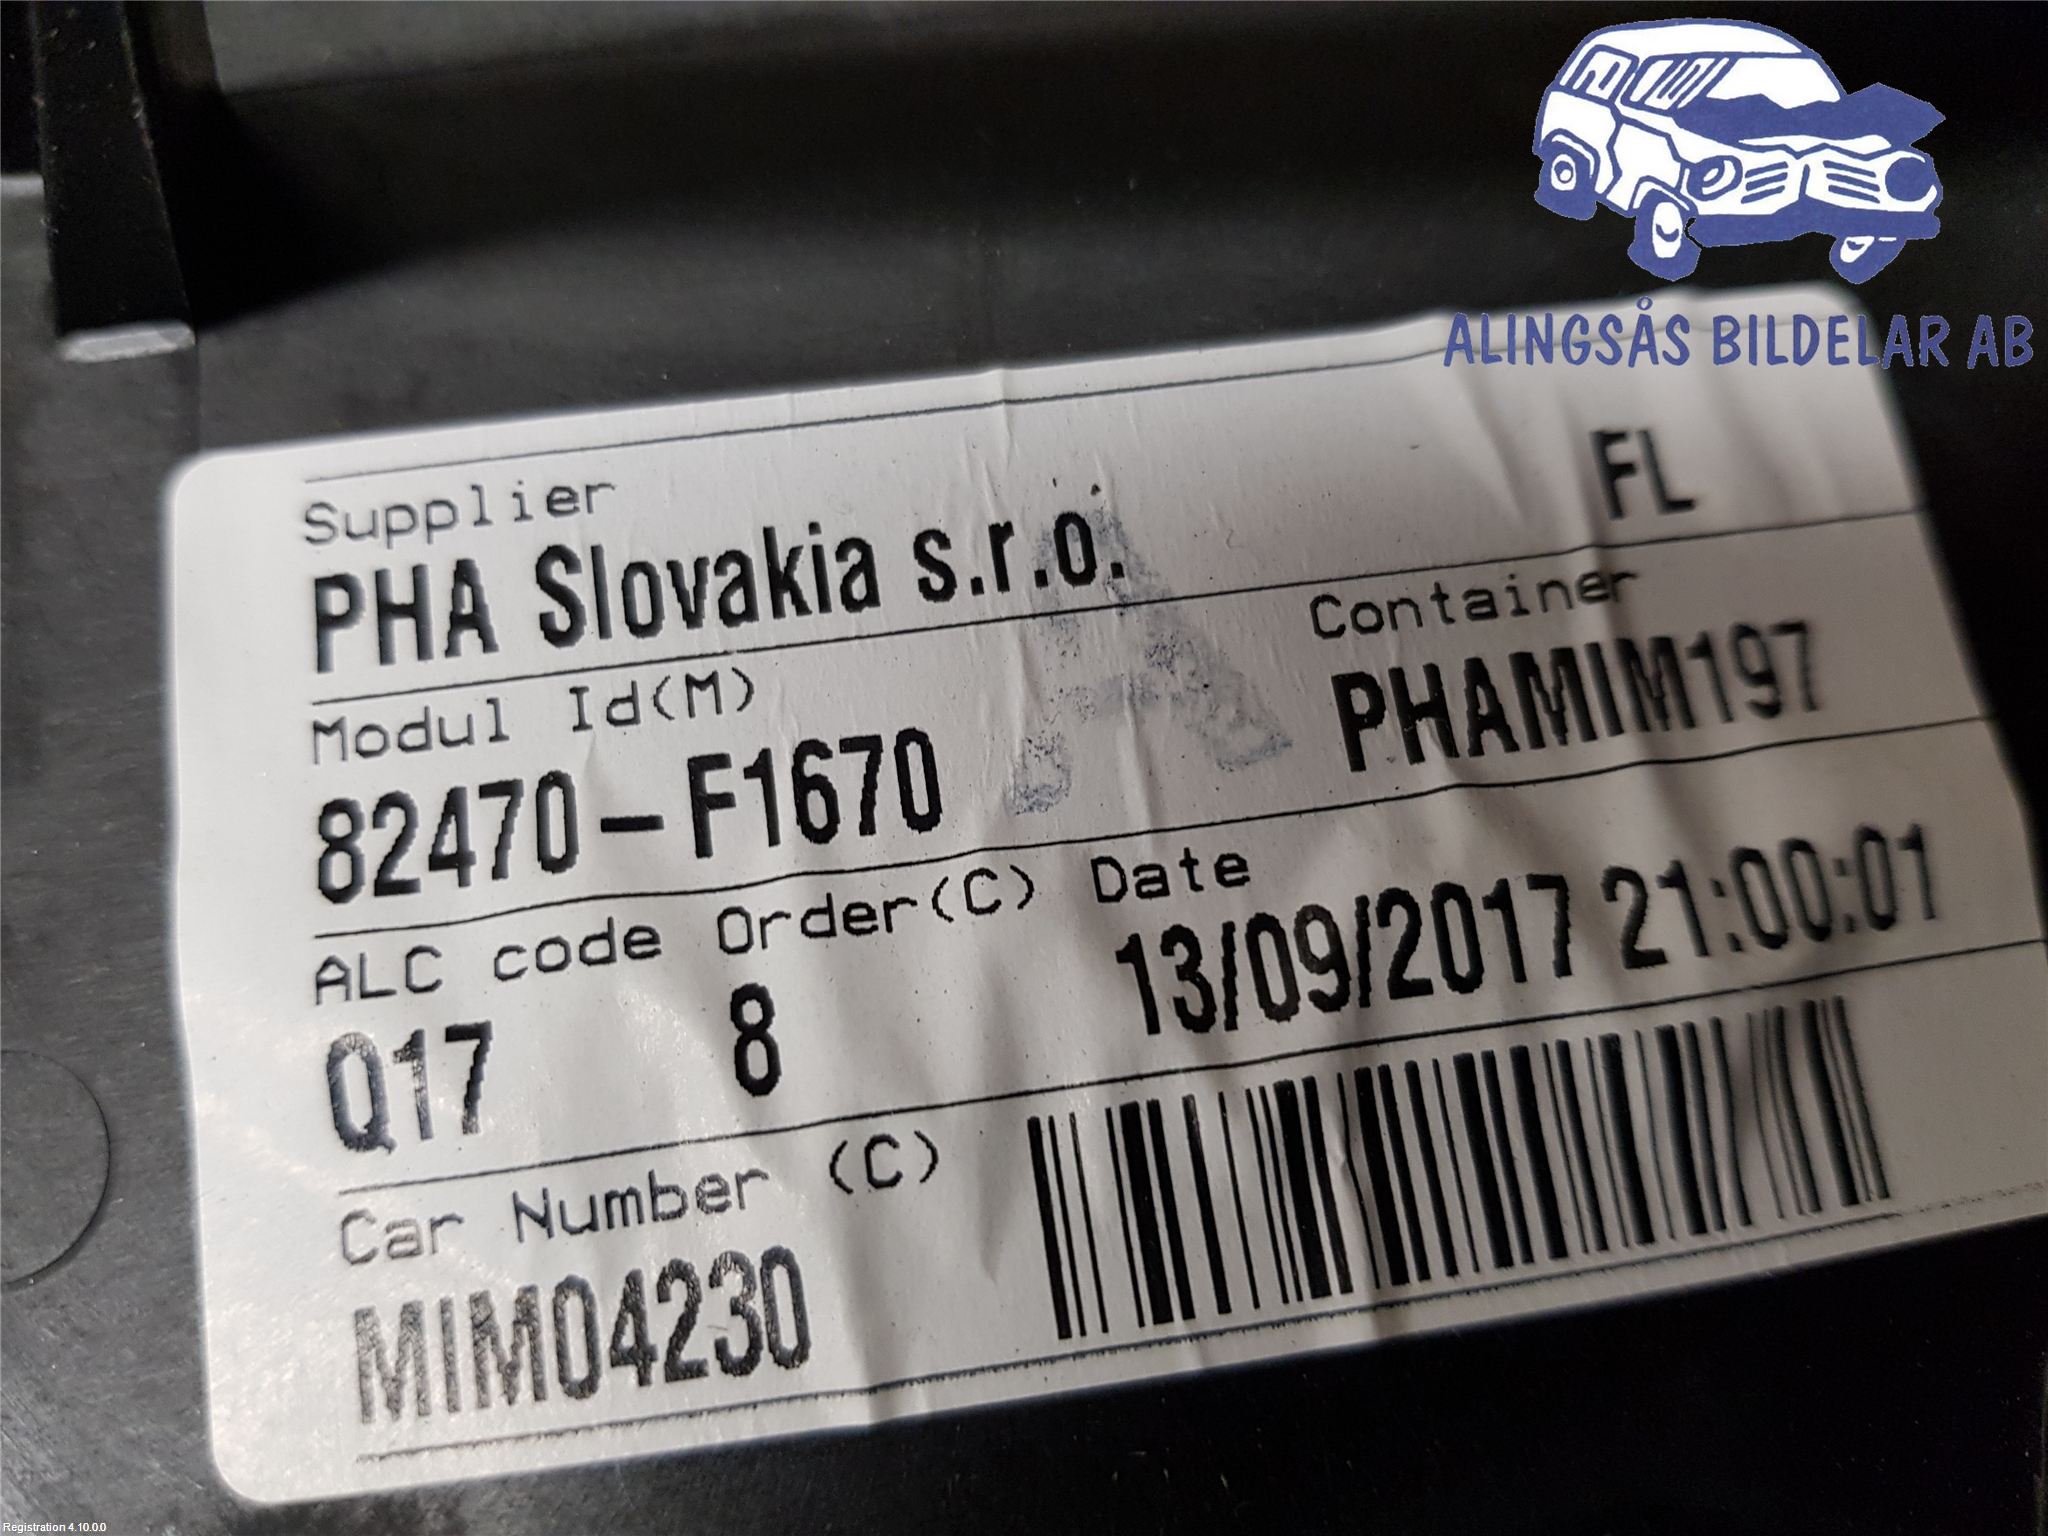 ALINGSÅS BILDELAR AB
FL
Supplier
PHA Slovakia s.r.o.
A
Modul Id(M)
Container
82470-F1670
PHAMIM197
ALC code Order(C) Date
Q17 8 13/09/2017 21:00:01
Car Number (C)
MIM04230
Registration 4.10.0.0